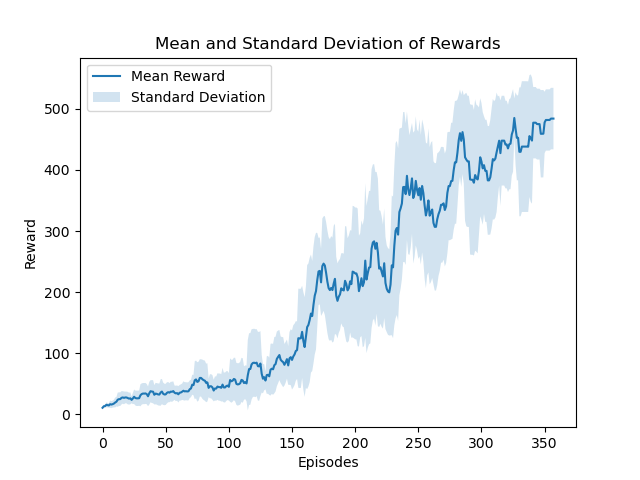 Mean and Standard Deviation of Rewards
Mean Reward
Standard Deviation
500
400
300
200
100
0
Reward
0 50 100 150 200 250 300 350
Episodes